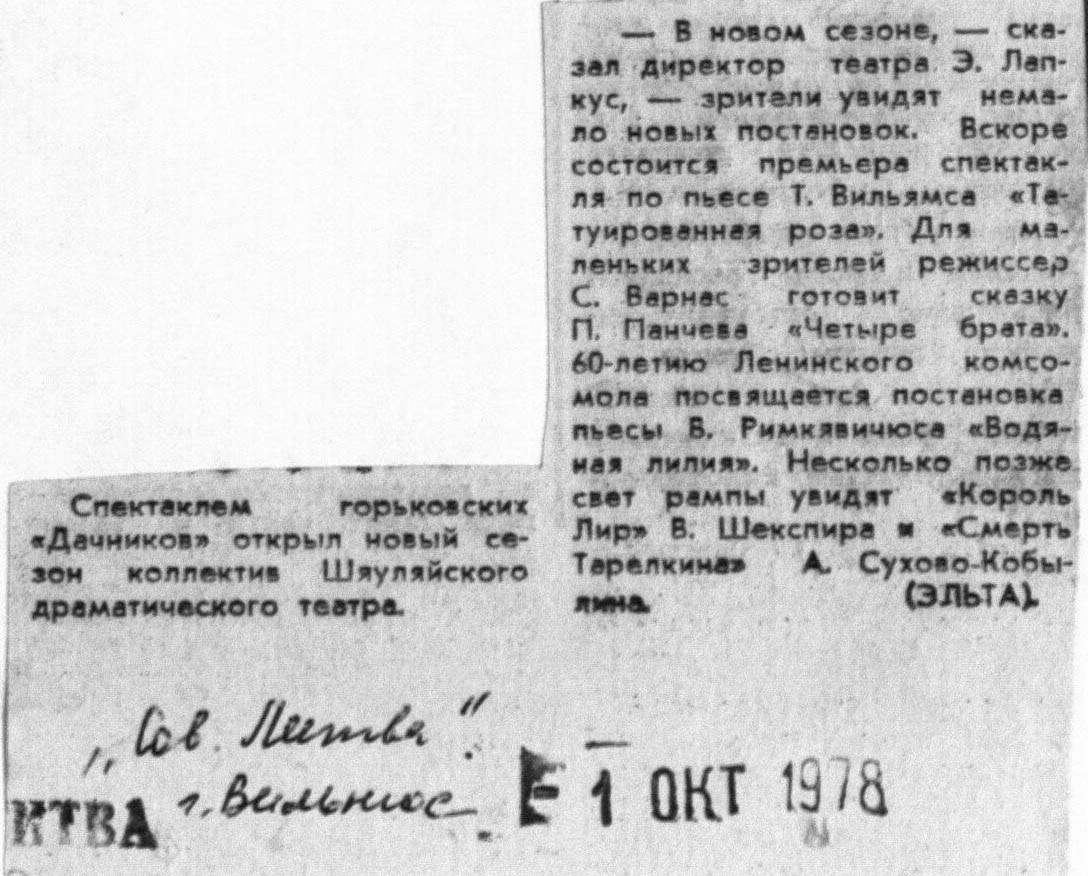 Спектаклем горьковских
«Дачников» открыл новый се-
зон коллектив Шяуляйского
драматического театра.
— В новом сезоне, — ска-
зал директор театра Э. Лап-
кус, — зрители увидят нема-
ло новых постановок. Вскоре
состоится премьера спектак-
ля по пьесе Т. Вильямса «Та-
туированная роза». Для ма-
леньких зрителей режиссер
С. Варнас готовит сказку
П. Панчева «Четыре брата».
60-летию Ленинского комсо-
мола посвящается постановка
пьесы В. Римкявичюса «Водя-
ная лилия». Несколько позже
свет рампы увидят «Король
Лир» В. Шекспира и «Смерть
Тарелкина» А. Сухово-Кобы-
лина. (ЭЛЬТА).
„Сов. Литва“.
г. Вильнюс
ИТВА
- 1 ОКТ 1978